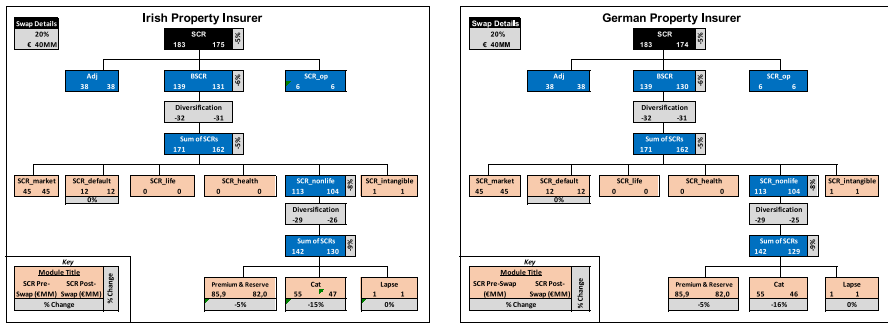 Irish Property Insurer
Swap Details
20%
€ 40MM
SCR
183 175
-5%
Adj
38 38
BSCR
139 131
-6%
SCR_op
6 6
Diversification
-32 -31
Sum of SCRs
171 162
-5%
SCR_market
45 45
SCR_default
12 12
0%
SCR_life
0 0
SCR_health
0 0
SCR_nonlife
113 104
-8%
SCR_intangible
1
Diversification
-29 -26
Sum of SCRs
142 130
-9%
Key
Module Title
SCR Pre- SCR Post-
Swap (€MM) Swap (€MM)
% Change
% Change
Premium & Reserve
85,9 82,0
-5%
Cat
55 47
-15%
Lapse
1 1
0%
German Property Insurer
Swap Details
20%
€ 40MM
SCR
183 174
-5%
Adj
38 38
BSCR
139 130
-6%
SCR_op
6 6
Diversification
-32 -31
Sum of SCRs
171 162
-5%
SCR_market
45 45
SCR_default
12 12
0%
SCR_life
0 0
SCR_health
0 0
SCR_nonlife
113 104
-8%
SCR_intangible
1
Diversification
-29 -25
Sum of SCRs
142 129
-9%
Key
Module Title
SCR Pre-Swap SCR Post-
(€MM) Swap (€MM)
% Change
% Change
Premium & Reserve
85,9 82,0
-5%
Cat
55 46
-16%
Lapse
1 1
0%